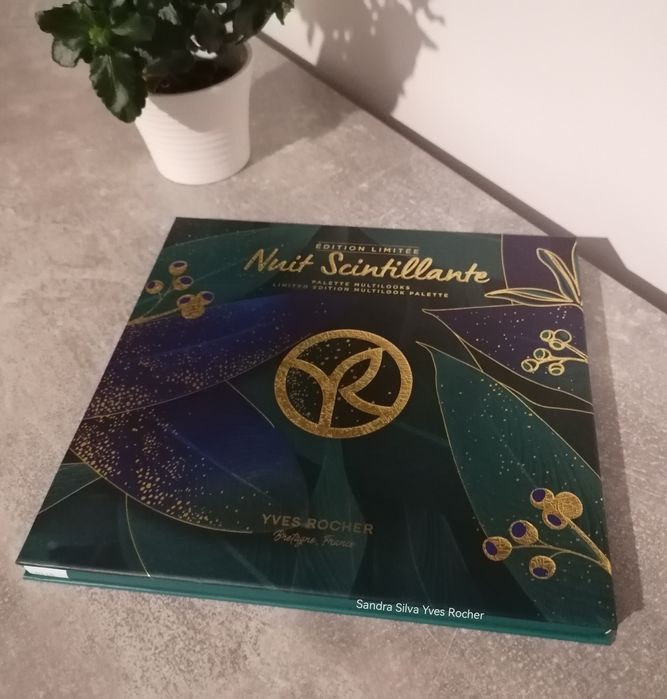 ÉDITION LIMITÉE
Nuit Scintillante
PALETTE MULTILOOKS
LIMITED EDITION MULTILOOK PALETTE
YVES ROCHER
Bretagne, France
Sandra Silva Yves Rocher